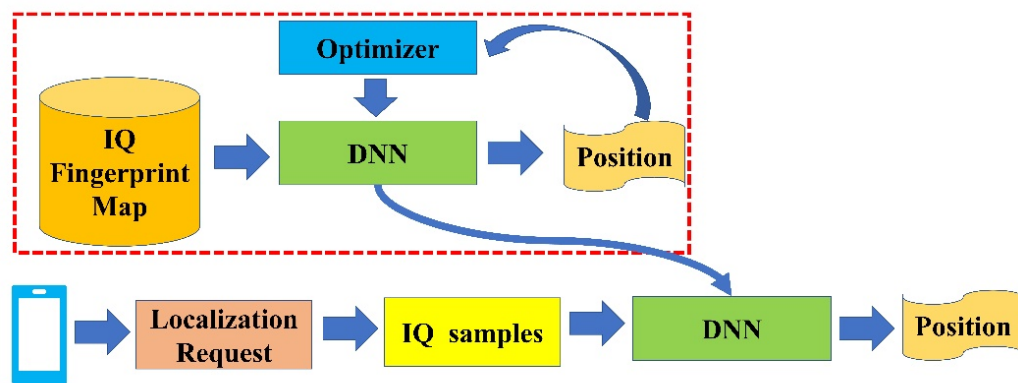 Optimizer
IQ
Fingerprint
Map
DNN
Position
Localization
Request
IQ samples
DNN
Position